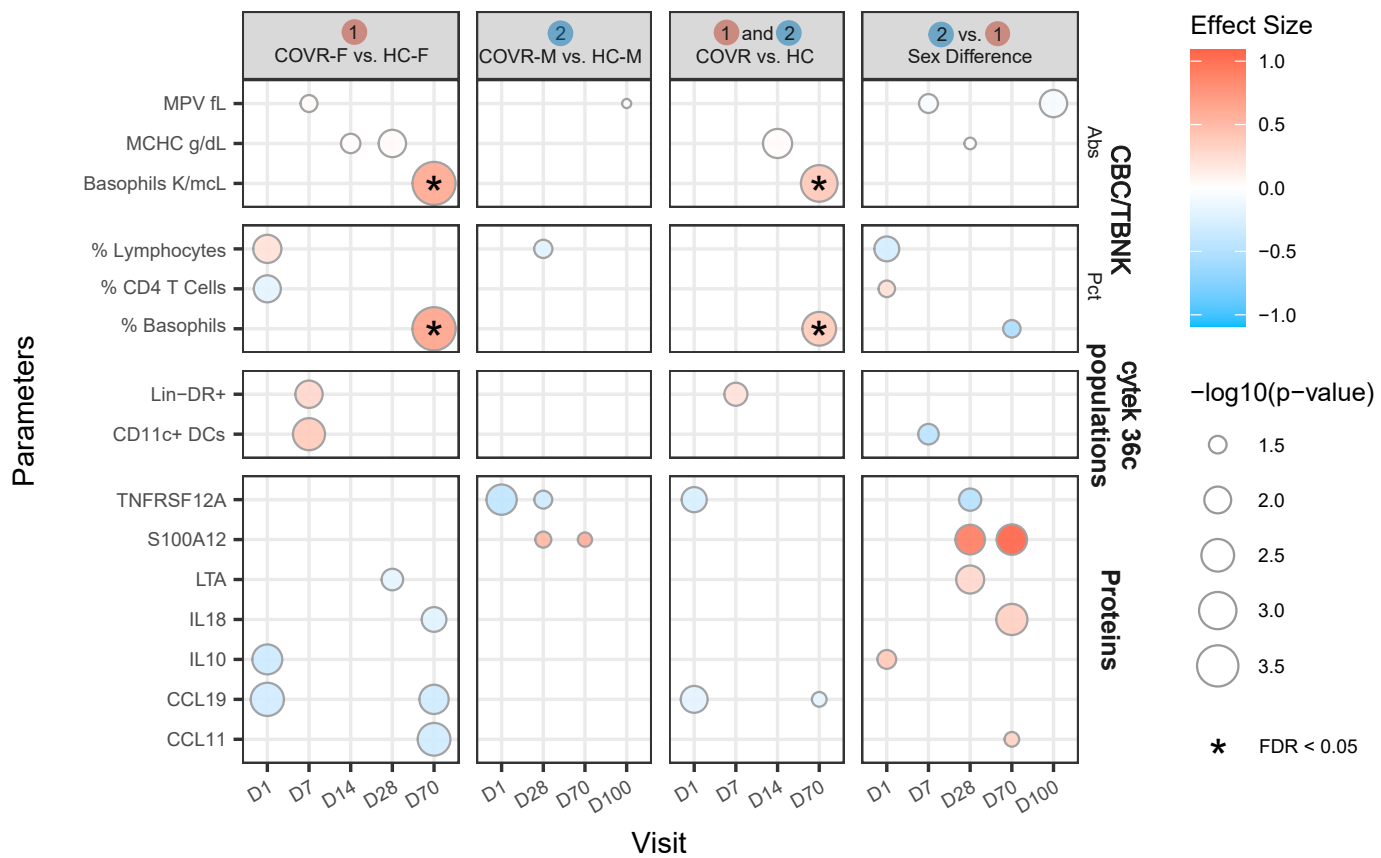 1
COVR-F vs. HC-F
2
COVR-M vs. HC-M
1 and 2
COVR vs. HC
2 vs. 1
Sex Difference
Parameters
MPV fL
MCHC g/dL
Basophils K/mcL
* *
Abs
% Lymphocytes
% CD4 T Cells
% Basophils
* *
Pct
CBC/TBNK
Lin−DR+
CD11c+ DCs
cytek 36c
populations
TNFRSF12A
S100A12
LTA
IL18
IL10
CCL19
CCL11
Proteins
D1 D7 D14 D28 D70
D1 D28 D70 D100
D1 D7 D14 D70
D1 D7 D28 D70 D100
Visit
Effect Size
1.0
0.5
0.0
−0.5
−1.0
−log10(p−value)
1.5
2.0
2.5
3.0
3.5
* FDR < 0.05